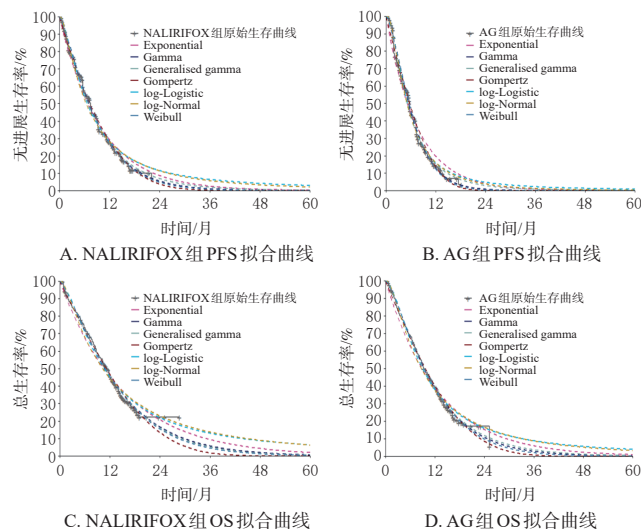 100
90
80
70
60
50
40
30
20
10
0
无进展生存率/%
NALIRIFOX组原始生存曲线
Exponential
Gamma
Generalised gamma
Gompertz
log-Logistic
log-Normal
Weibull
0 12 24 36 48 60
时间/月
A. NALIRIFOX组PFS拟合曲线
100
90
80
70
60
50
40
30
20
10
0
无进展生存率/%
AG组原始生存曲线
Exponential
Gamma
Generalised gamma
Gompertz
log-Logistic
log-Normal
Weibull
0 12 24 36 48 60
时间/月
B. AG组PFS拟合曲线
100
90
80
70
60
50
40
30
20
10
0
总生存率/%
NALIRIFOX组原始生存曲线
Exponential
Gamma
Generalised gamma
Gompertz
log-Logistic
log-Normal
Weibull
0 12 24 36 48 60
时间/月
C. NALIRIFOX组OS拟合曲线
100
90
80
70
60
50
40
30
20
10
0
总生存率/%
AG组原始生存曲线
Exponential
Gamma
Generalised gamma
Gompertz
log-Logistic
log-Normal
Weibull
0 12 24 36 48 60
时间/月
D. AG组OS拟合曲线